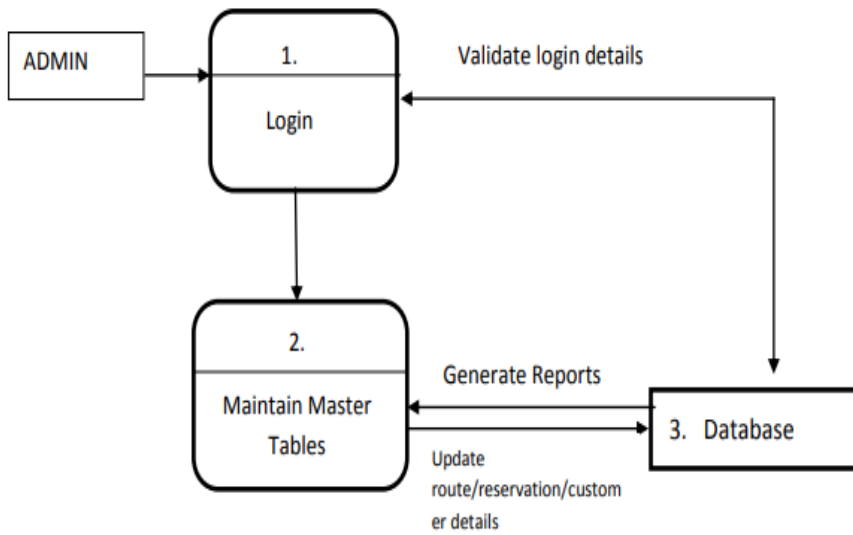 ADMIN
1.
Login
Validate login details
2.
Maintain Master
Tables
Generate Reports
Update
route/reservation/custom
er details
3. Database